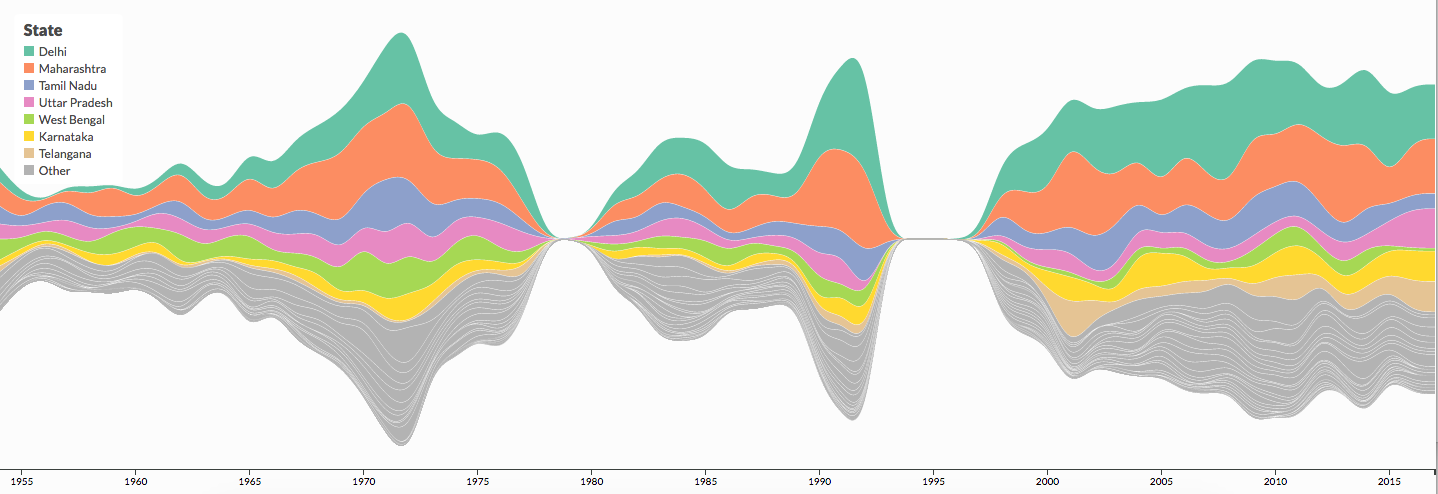 State
Delhi
Maharashtra
Tamil Nadu
Uttar Pradesh
West Bengal
Karnataka
Telangana
Other
1955 1960 1965 1970 1975 1980 1985 1990 1995 2000 2005 2010 2015